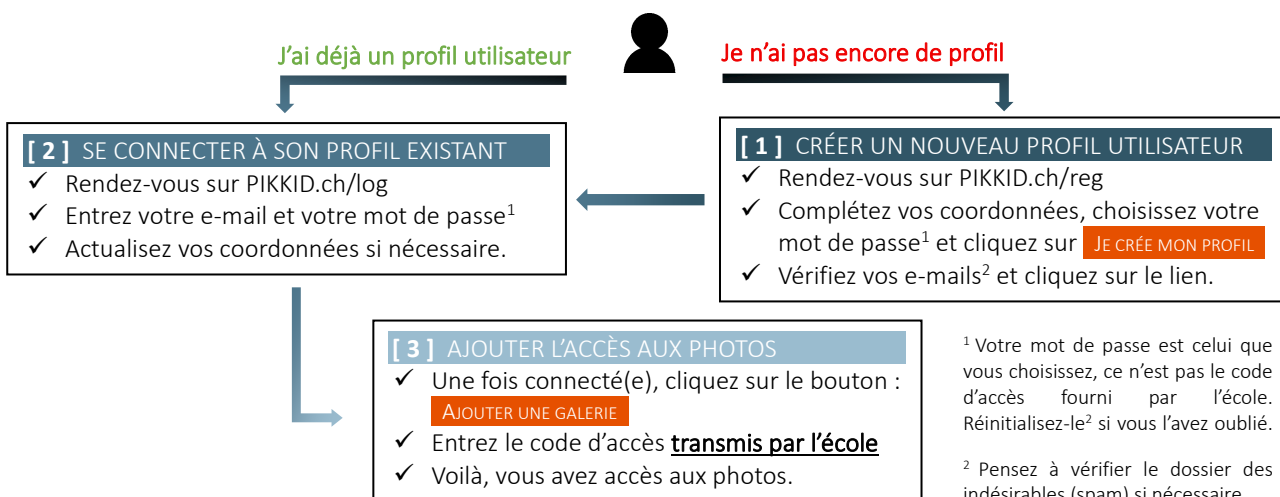 J'ai déjà un profil utilisateur
Je n'ai pas encore de profil
[ 2 ] SE CONNECTER À SON PROFIL EXISTANT
✓ Rendez-vous sur PIKKID.ch/log
✓ Entrez votre e-mail et votre mot de passe¹
✓ Actualisez vos coordonnées si nécessaire.
[ 1 ] CRÉER UN NOUVEAU PROFIL UTILISATEUR
✓ Rendez-vous sur PIKKID.ch/reg
✓ Complétez vos coordonnées, choisissez votre
mot de passe¹ et cliquez sur JE CRÉE MON PROFIL
✓ Vérifiez vos e-mails² et cliquez sur le lien.
[ 3 ] AJOUTER L'ACCÈS AUX PHOTOS
✓ Une fois connecté(e), cliquez sur le bouton :
AJOUTER UNE GALERIE
✓ Entrez le code d'accès transmis par l'école
✓ Voilà, vous avez accès aux photos.
¹ Votre mot de passe est celui que
vous choisissez, ce n'est pas le code
d'accès fourni par l'école.
Réinitialisez-le² si vous l'avez oublié.
² Pensez à vérifier le dossier des
indésirables (spam) si nécessaire